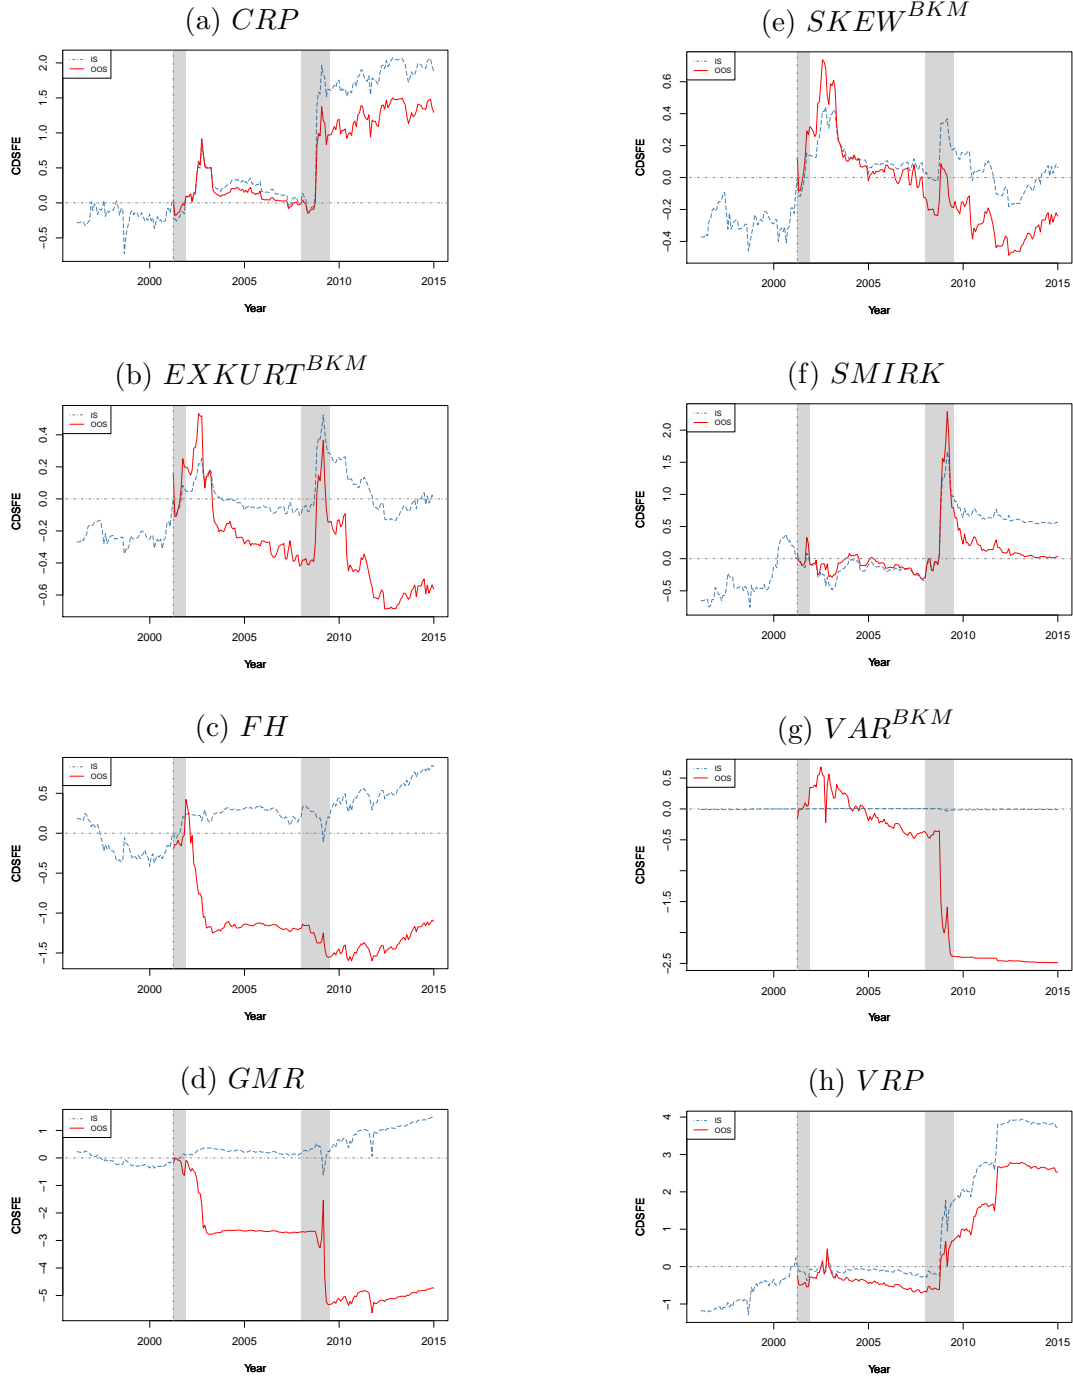 (a) CRP
IS
OOS
CDSFE
2.0
1.5
1.0
0.5
0.0
−0.5
2000
2005
2010
2015
Year
(e) SKEW^BKM
IS
OOS
CDSFE
0.6
0.4
0.2
0.0
−0.2
−0.4
2000
2005
2010
2015
Year
(b) EXKURT^BKM
IS
OOS
CDSFE
0.4
0.2
0.0
−0.2
−0.4
−0.6
2000
2005
2010
2015
Year
(f) SMIRK
IS
OOS
CDSFE
2.0
1.5
1.0
0.5
0.0
−0.5
2000
2005
2010
2015
Year
(c) FH
IS
OOS
CDSFE
0.5
0.0
−0.5
−1.0
−1.5
2000
2005
2010
2015
Year
(g) VAR^BKM
IS
OOS
CDSFE
0.5
−0.5
−1.5
−2.5
2000
2005
2010
2015
Year
(d) GMR
IS
OOS
CDSFE
1
0
−1
−2
−3
−4
−5
2000
2005
2010
2015
Year
(h) VRP
IS
OOS
CDSFE
4
3
2
1
0
−1
2000
2005
2010
2015
Year